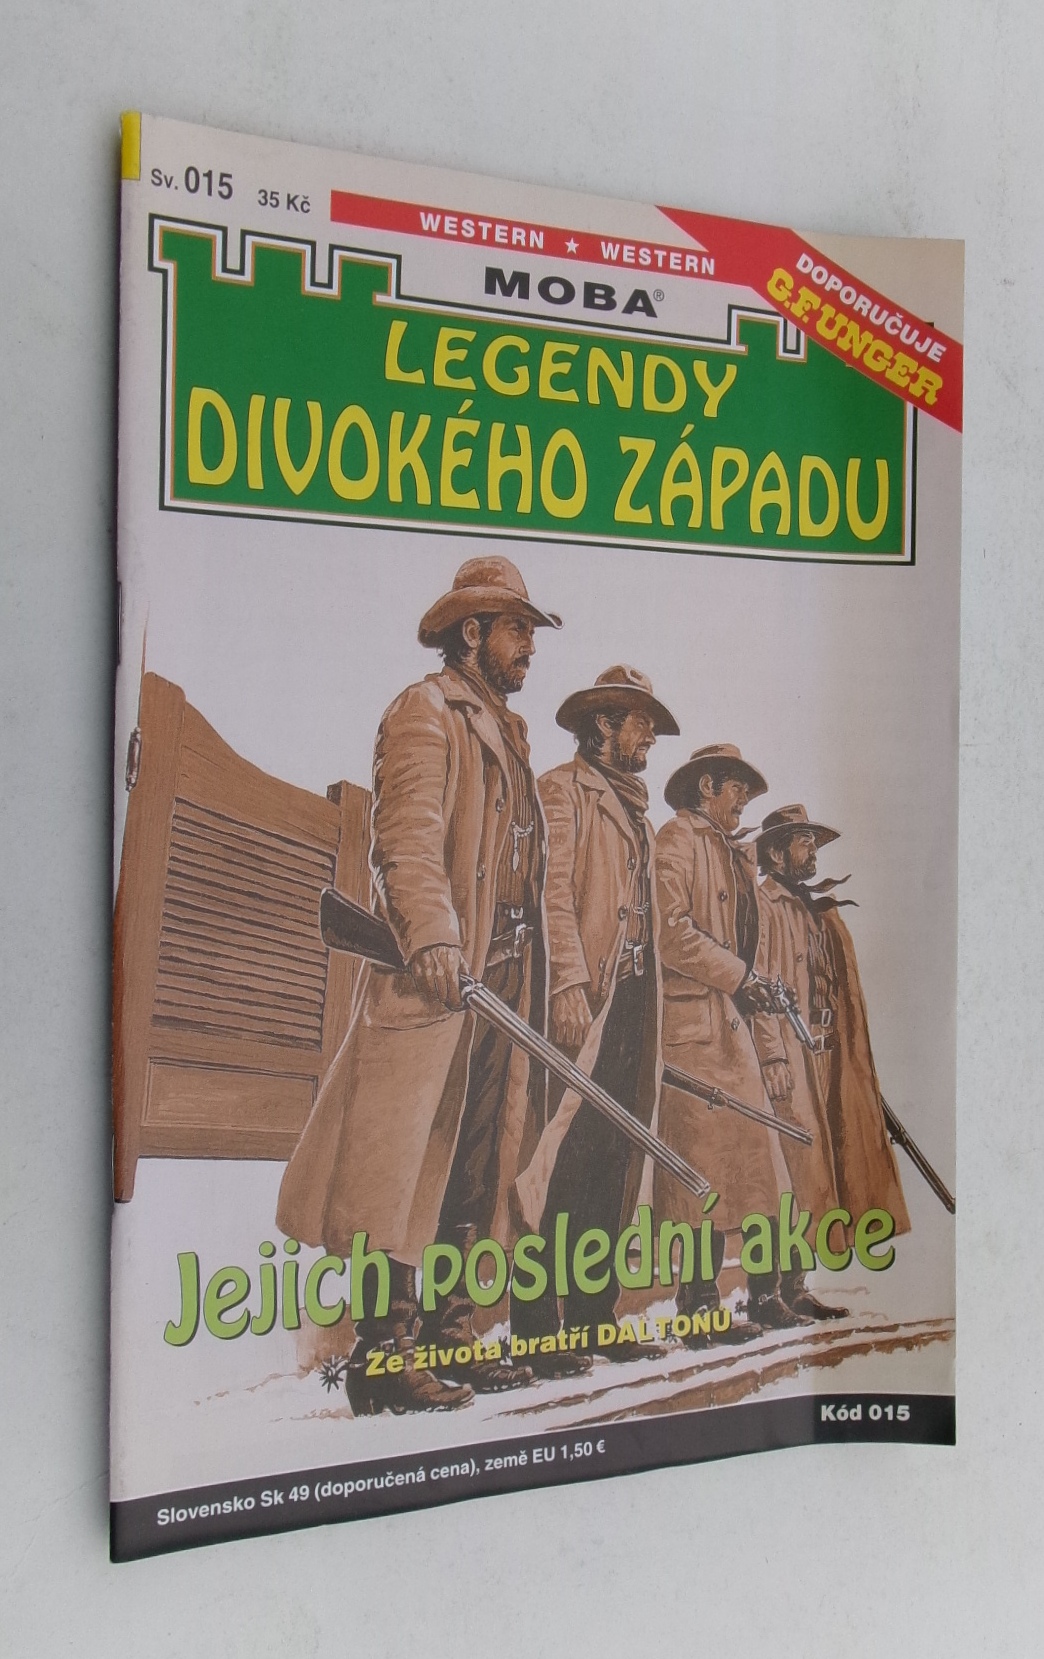 Sv. 015 35 Kč
WESTERN ★ WESTERN
DOPORUČUJE
G.F. UNGER
MOBA®
LEGENDY
DIVOKÉHO ZÁPADU
Jejich poslední akce
Ze života bratří DALTONŮ
Kód 015
Slovensko Sk 49 (doporučená cena), země EU 1,50 €